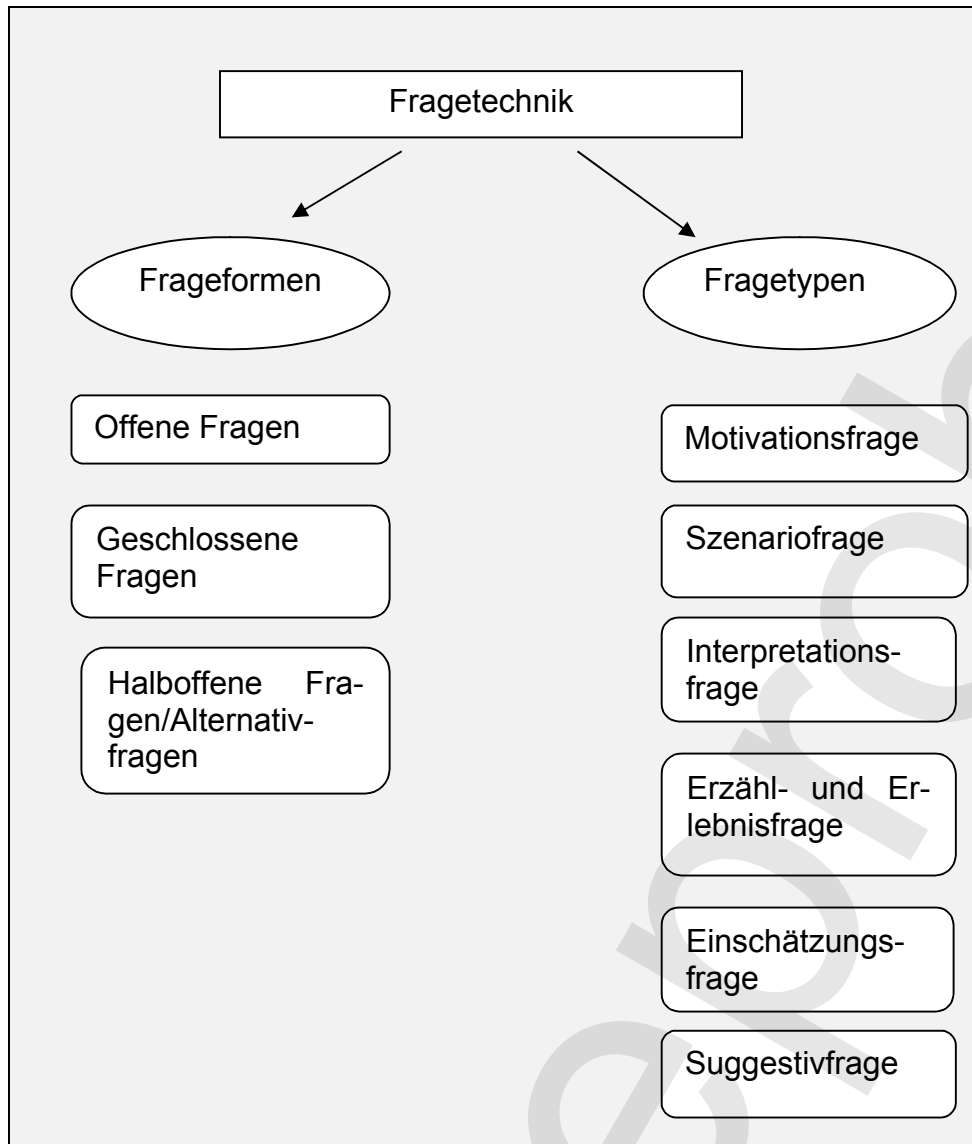 Fragetechnik
Frageformen
Fragetypen
Offene Fragen
Geschlossene
Fragen
Halboffene Fra-
gen/Alternativ-
fragen
Motivationsfrage
Szenariofrage
Interpretations-
frage
Erzähl- und Er-
lebnisfrage
Einschätzungs-
frage
Suggestivfrage